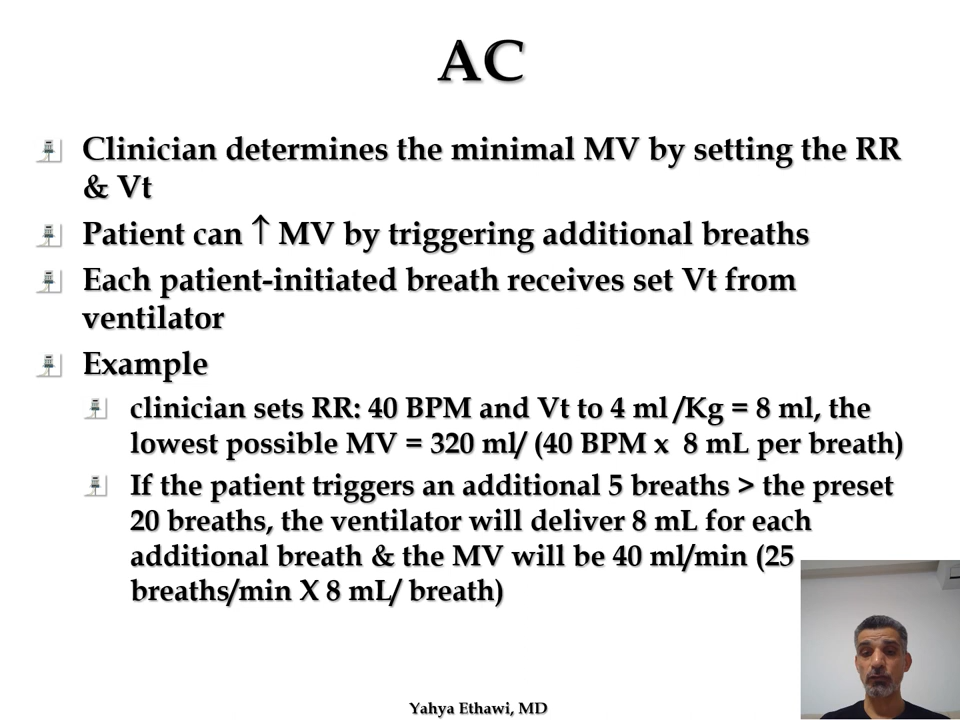 AC
Clinician determines the minimal MV by setting the RR
& Vt
Patient can ↑ MV by triggering additional breaths
Each patient-initiated breath receives set Vt from
ventilator
Example
clinician sets RR: 40 BPM and Vt to 4 ml /Kg = 8 ml, the
lowest possible MV = 320 ml/ (40 BPM x 8 mL per breath)
If the patient triggers an additional 5 breaths > the preset
20 breaths, the ventilator will deliver 8 mL for each
additional breath & the MV will be 40 ml/min (25
breaths/min X 8 mL/ breath)
Yahya Ethawi, MD